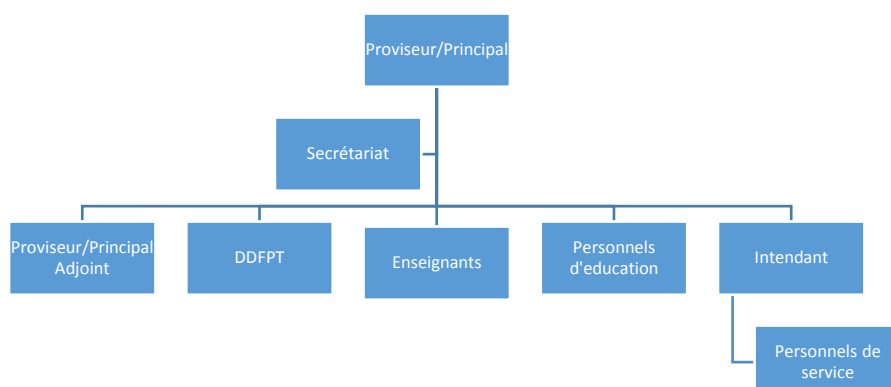 Proviseur/Principal
Secrétariat
Proviseur/Principal
Adjoint
DDFPT
Enseignants
Personnels
d'education
Intendant
Personnels de
service